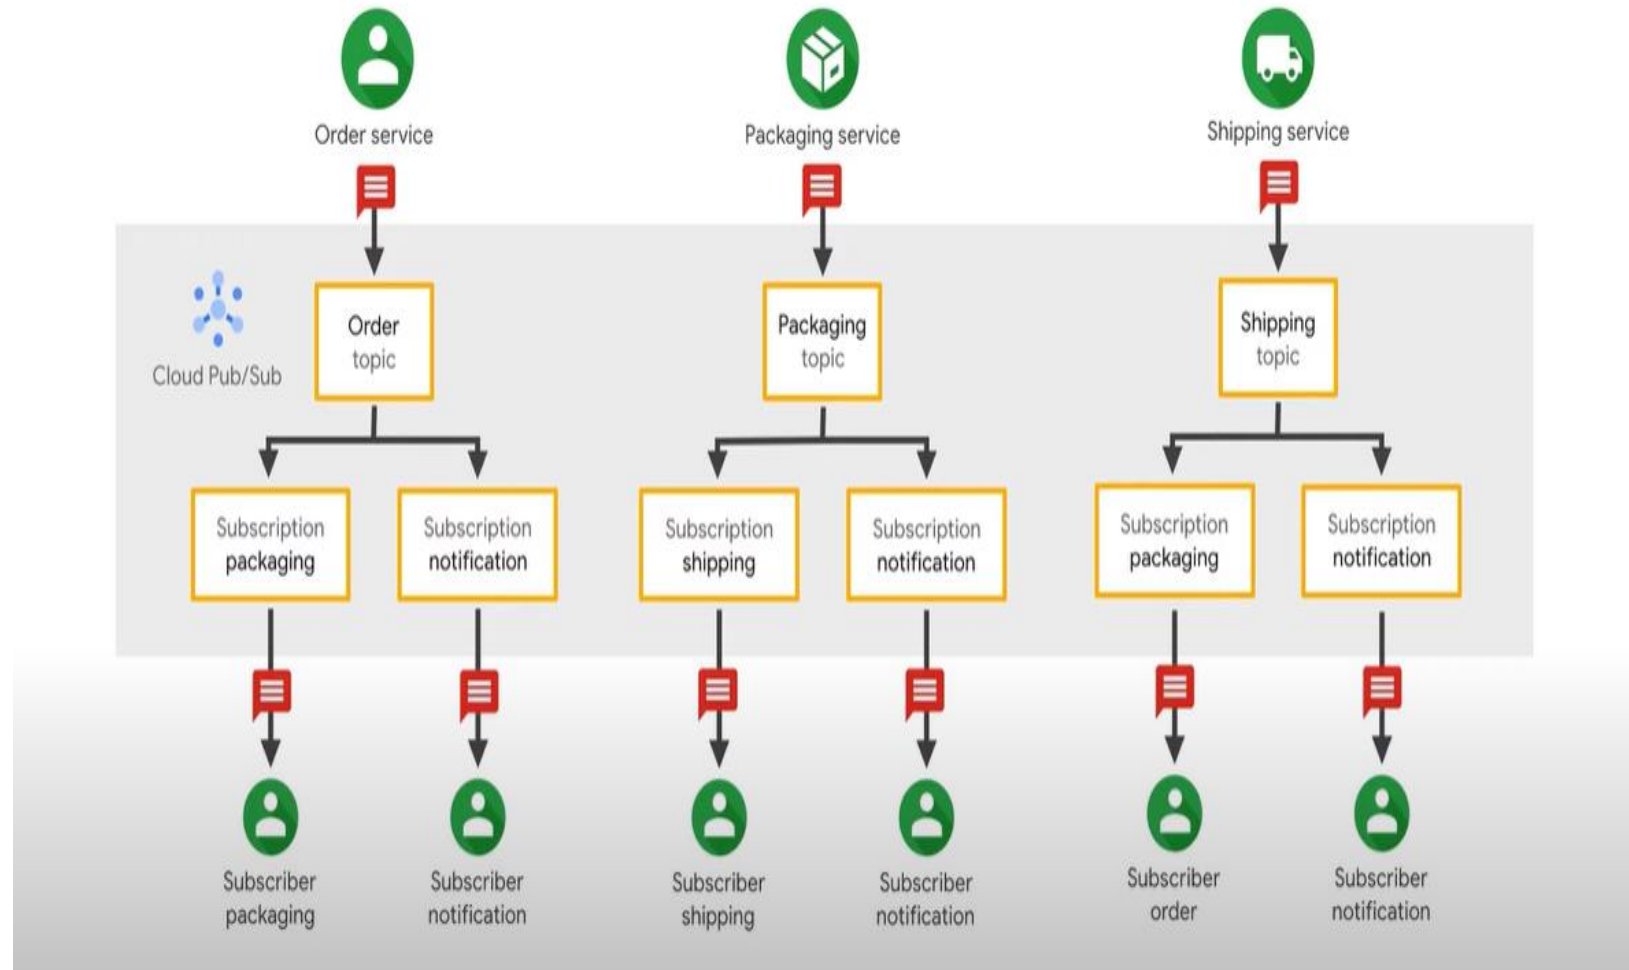 Order service
Packaging service
Shipping service
Cloud Pub/Sub
Order
topic
Packaging
topic
Shipping
topic
Subscription
packaging
Subscription
notification
Subscription
shipping
Subscription
notification
Subscription
packaging
Subscription
notification
Subscriber
packaging
Subscriber
notification
Subscriber
shipping
Subscriber
notification
Subscriber
order
Subscriber
notification